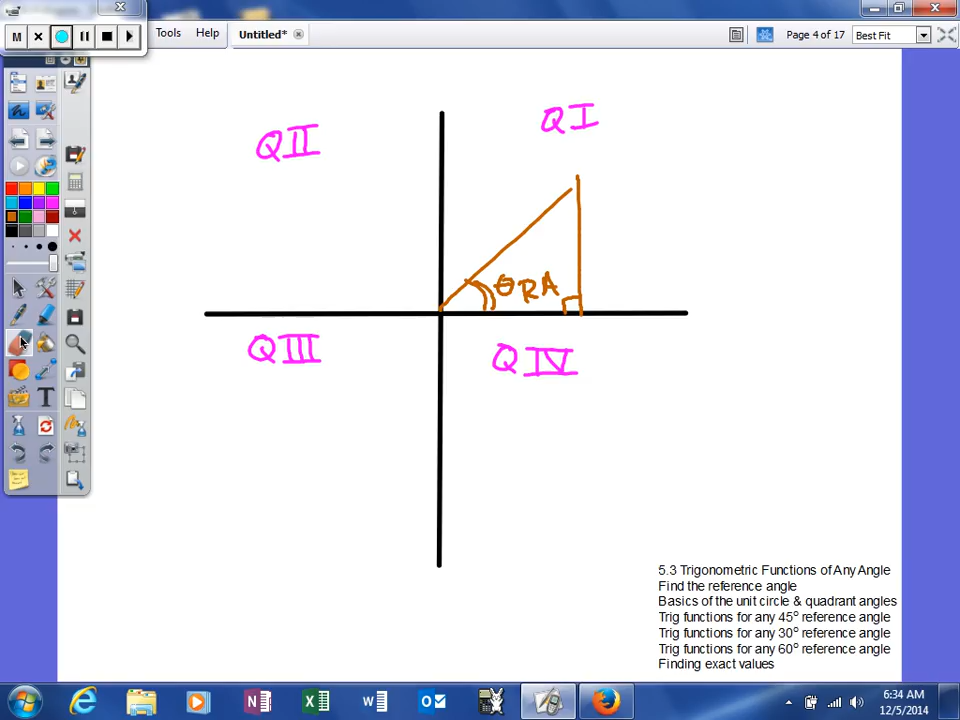 M
Tools Help Untitled* Page 4 of 17 Best Fit
QII
QI
θRA
QIII
QIV
T
5.3 Trigonometric Functions of Any Angle
Find the reference angle
Basics of the unit circle & quadrant angles
Trig functions for any 45° reference angle
Trig functions for any 30° reference angle
Trig functions for any 60° reference angle
Finding exact values
6:34 AM
12/5/2014